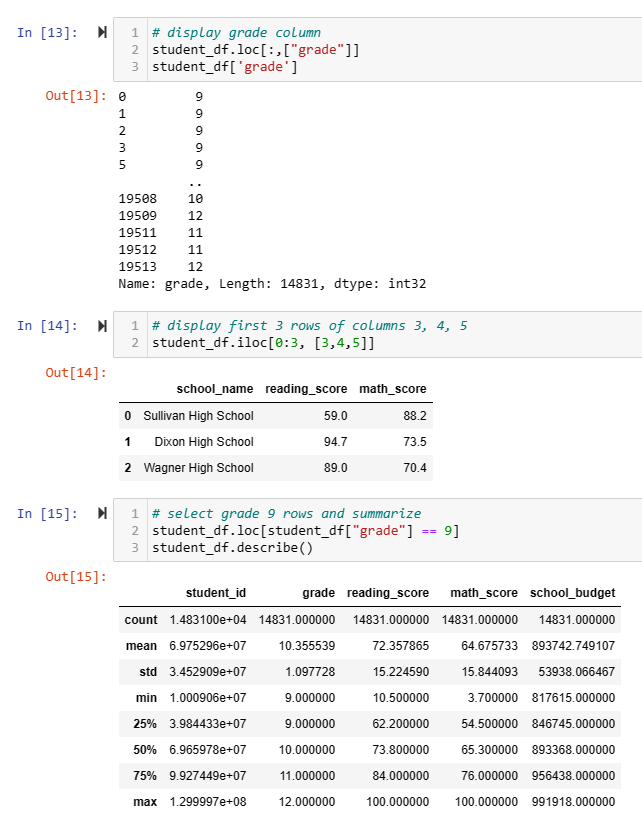 In [13]:
1 # display grade column
2 student_df.loc[:,["grade"]]
3 student_df['grade']
Out[13]: 0 9
1 9
2 9
3 9
5 9
..
19508 10
19509 12
19511 11
19512 11
19513 12
Name: grade, Length: 14831, dtype: int32
In [14]:
1 # display first 3 rows of columns 3, 4, 5
2 student_df.iloc[0:3, [3,4,5]]
Out[14]:
school_name reading_score math_score
0 Sullivan High School 59.0 88.2
1 Dixon High School 94.7 73.5
2 Wagner High School 89.0 70.4
In [15]:
1 # select grade 9 rows and summarize
2 student_df.loc[student_df["grade"] == 9]
3 student_df.describe()
Out[15]:
student_id grade reading_score math_score school_budget
count 1.483100e+04 14831.000000 14831.000000 14831.000000 14831.000000
mean 6.975296e+07 10.355539 72.357865 64.675733 893742.749107
std 3.452909e+07 1.097728 15.224590 15.844093 53938.066467
min 1.000906e+07 9.000000 10.500000 3.700000 817615.000000
25% 3.984433e+07 9.000000 62.200000 54.500000 846745.000000
50% 6.965978e+07 10.000000 73.800000 65.300000 893368.000000
75% 9.927449e+07 11.000000 84.000000 76.000000 956438.000000
max 1.299997e+08 12.000000 100.000000 100.000000 991918.000000